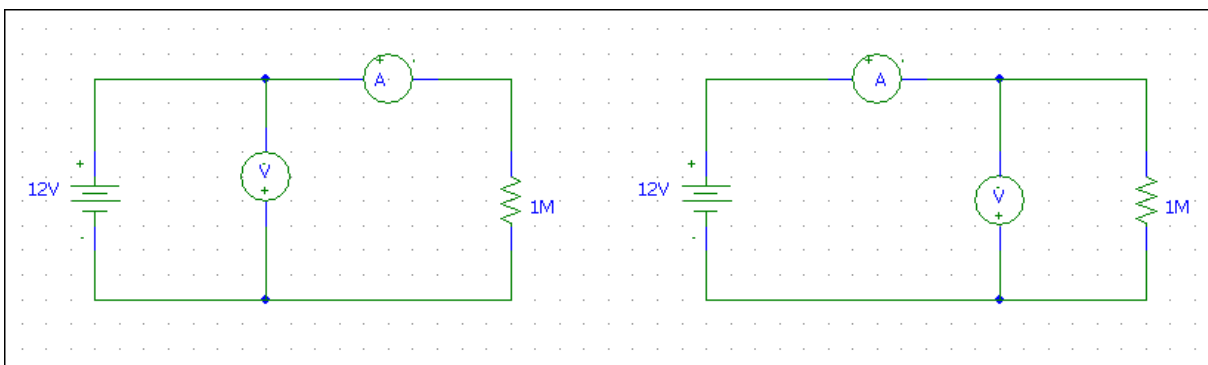 + A
+ A
+ V +
+ V +
12V
1M
12V
1M
- -